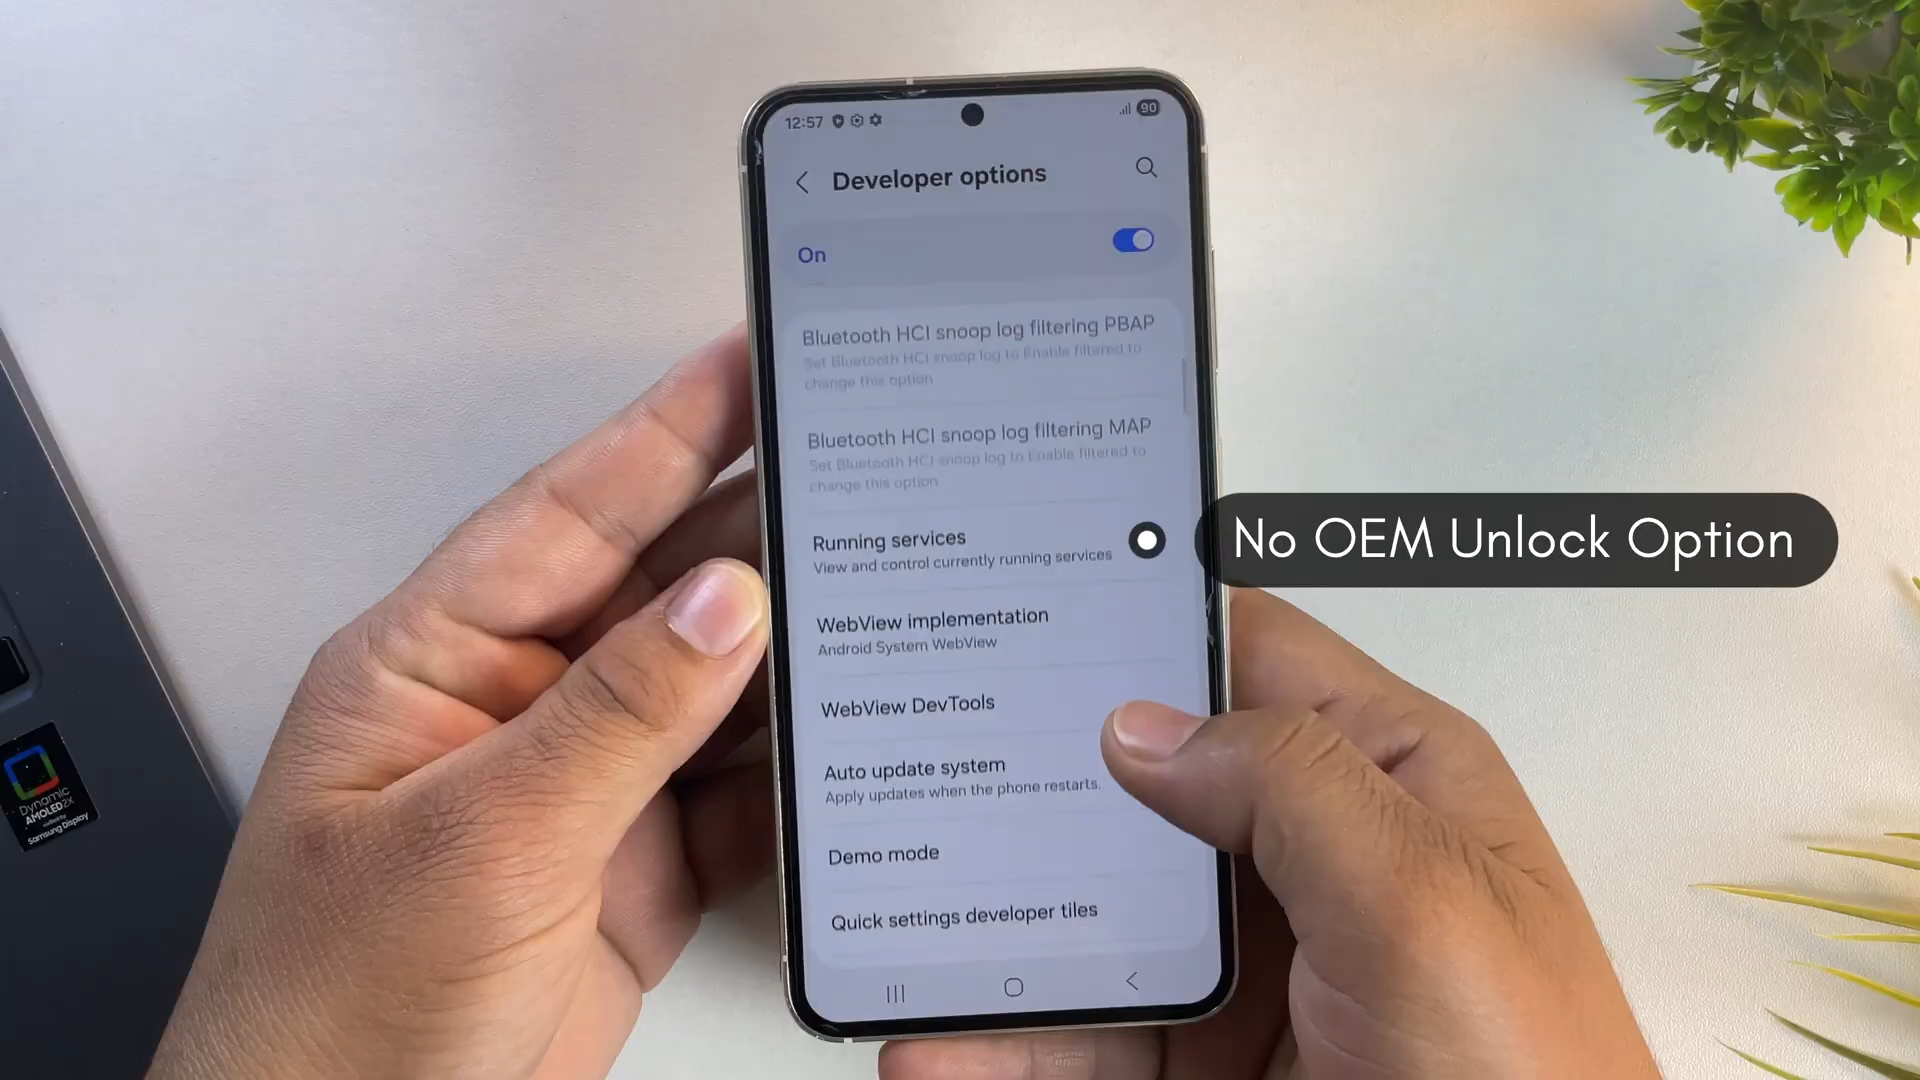 12:57
90
Developer options
On
Bluetooth HCI snoop log filtering PBAP
Set Bluetooth HCI snoop log to Enable filtered to
change this option
Bluetooth HCI snoop log filtering MAP
Set Bluetooth HCI snoop log to Enable filtered to
change this option
Running services
View and control currently running services
No OEM Unlock Option
WebView implementation
Android System WebView
WebView DevTools
Auto update system
Apply updates when the phone restarts.
Demo mode
Quick settings developer tiles
Dynamic
AMOLED 2X
Samsung Display